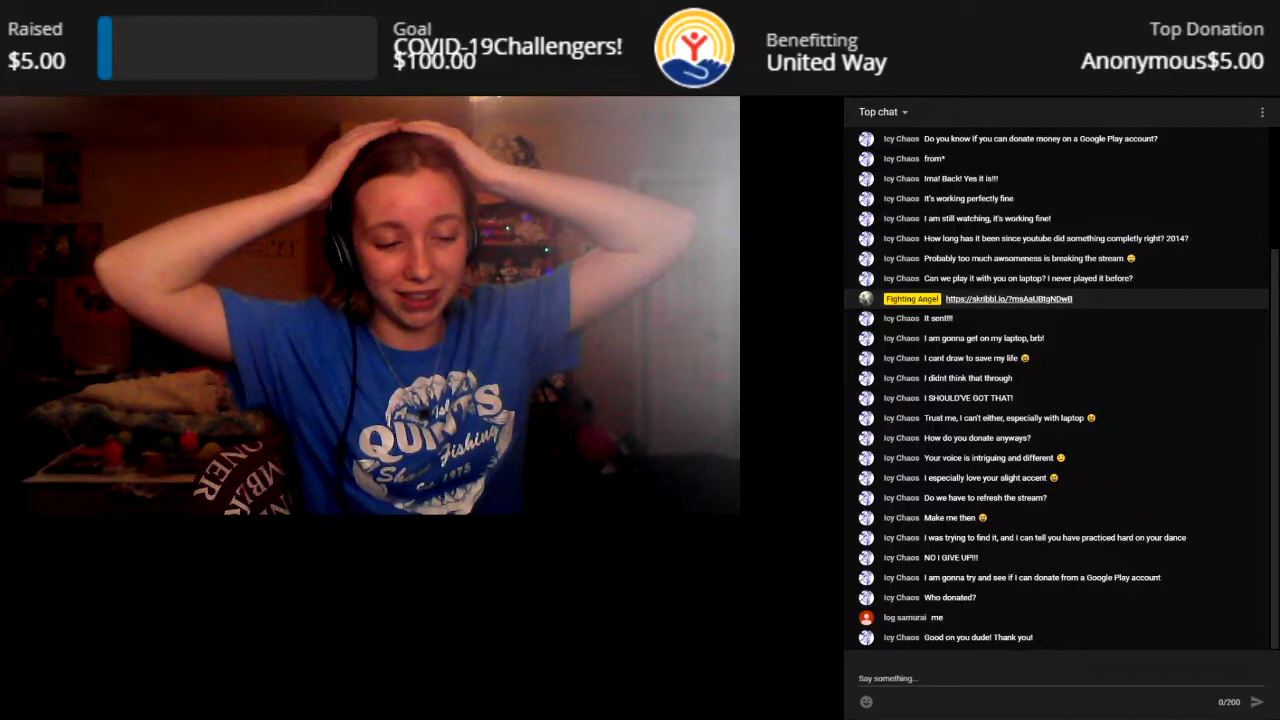 Raised
$5.00
Goal
COVID-19Challengers!
$100.00
Benefitting
United Way
Top Donation
Anonymous$5.00
Top chat
Icy Chaos Do you know if you can donate money on a Google Play account?
Icy Chaos from*
Icy Chaos Ima! Back! Yes it is!!!
Icy Chaos It's working perfectly fine
Icy Chaos I am still watching, it's working fine!
Icy Chaos How long has it been since youtube did something completly right? 2014?
Icy Chaos Probably too much awsomeness is breaking the stream
Icy Chaos Can we play it with you on laptop? I never played it before?
Fighting Angel https://skribbl.io/?msAsUBtgNDwB
Icy Chaos It sent!!!
Icy Chaos I am gonna get on my laptop, brb!
Icy Chaos I cant draw to save my life
Icy Chaos I didnt think that through
Icy Chaos I SHOULD'VE GOT THAT!
Icy Chaos Trust me, I can't either, especially with laptop
Icy Chaos How do you donate anyways?
Icy Chaos Your voice is intriguing and different
Icy Chaos I especially love your slight accent
Icy Chaos Do we have to refresh the stream?
Icy Chaos Make me then
Icy Chaos I was trying to find it, and I can tell you have practiced hard on your dance
Icy Chaos NO I GIVE UP!!!
Icy Chaos I am gonna try and see if I can donate from a Google Play account
Icy Chaos Who donated?
log samurai me
Icy Chaos Good on you dude! Thank you!
Say something...
0/200
QUINT'S
Shark Fishing
1975
ONER